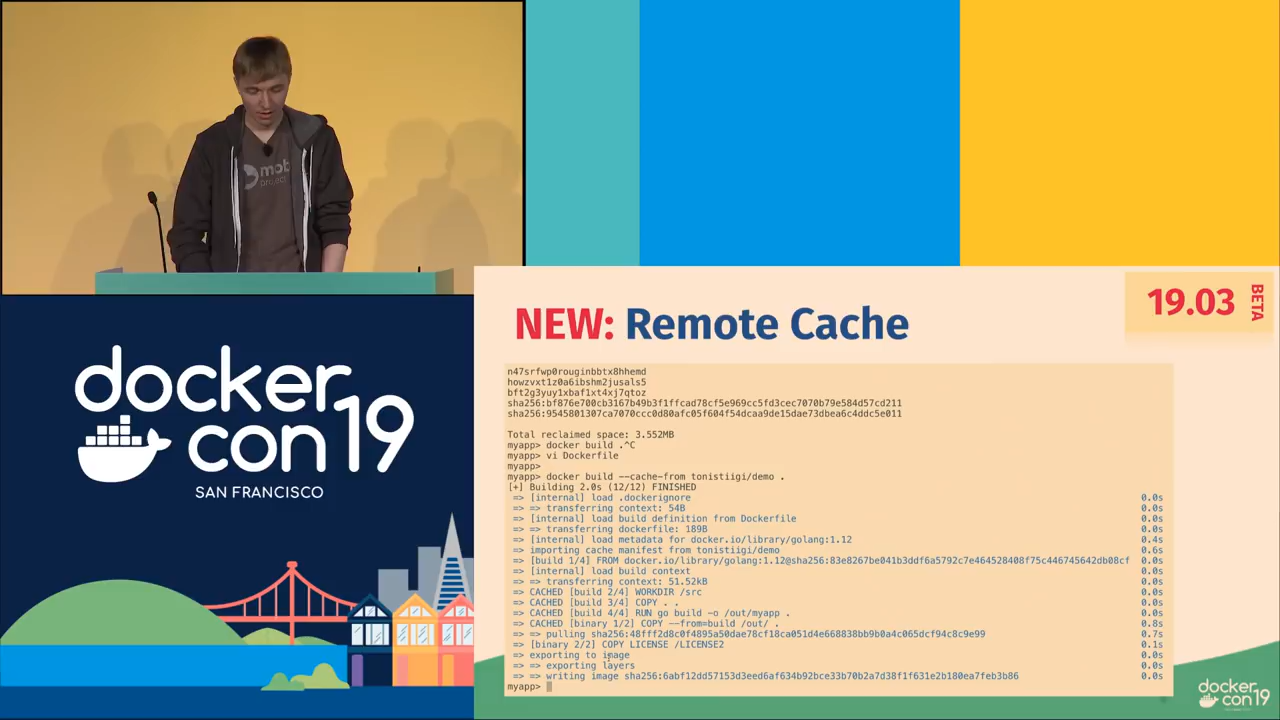 moby
project
docker
con 19
SAN FRANCISCO
NEW: Remote Cache
19.03 BETA
n47srfwp0rouginbbtx8hhemd
howzvxt1z0a6ibshm2jusals5
bft2g3yuy1xbaf1xt4xj7qtoz
sha256:bf876e700cb3167b49b3f1ffcad78cf5e969cc5fd3cec7070b79e584d57cd211
sha256:9545801307ca7070ccc0d80afc05f604f54dcaa9de15dae73dbea6c4ddc5e011
Total reclaimed space: 3.552MB
myapp> docker build .^C
myapp> vi Dockerfile
myapp>
myapp> docker build --cache-from tonistiigi/demo .
[+] Building 2.0s (12/12) FINISHED
=> [internal] load .dockerignore 0.0s
=> => transferring context: 54B 0.0s
=> [internal] load build definition from Dockerfile 0.0s
=> => transferring dockerfile: 189B 0.0s
=> [internal] load metadata for docker.io/library/golang:1.12 0.4s
=> importing cache manifest from tonistiigi/demo 0.6s
=> [build 1/4] FROM docker.io/library/golang:1.12@sha256:83e8267be041b3ddf6a5792c7e464528408f75c446745642db08cf 0.0s
=> [internal] load build context 0.0s
=> => transferring context: 51.52kB 0.0s
=> CACHED [build 2/4] WORKDIR /src 0.0s
=> CACHED [build 3/4] COPY . . 0.0s
=> CACHED [build 4/4] RUN go build -o /out/myapp . 0.0s
=> CACHED [binary 1/2] COPY --from=build /out/ . 0.8s
=> => pulling sha256:48fff2d8c0f4895a50dae78cf18ca051d4e668838bb9b0a4c065dcf94c8c9e99 0.7s
=> [binary 2/2] COPY LICENSE /LICENSE2 0.1s
=> exporting to image 0.0s
=> => exporting layers 0.0s
=> => writing image sha256:6abf12dd57153d3eed6af634b92bce33b70b2a7d38f1f631e2b180ea7feb3b86 0.0s
myapp>
docker
con 19